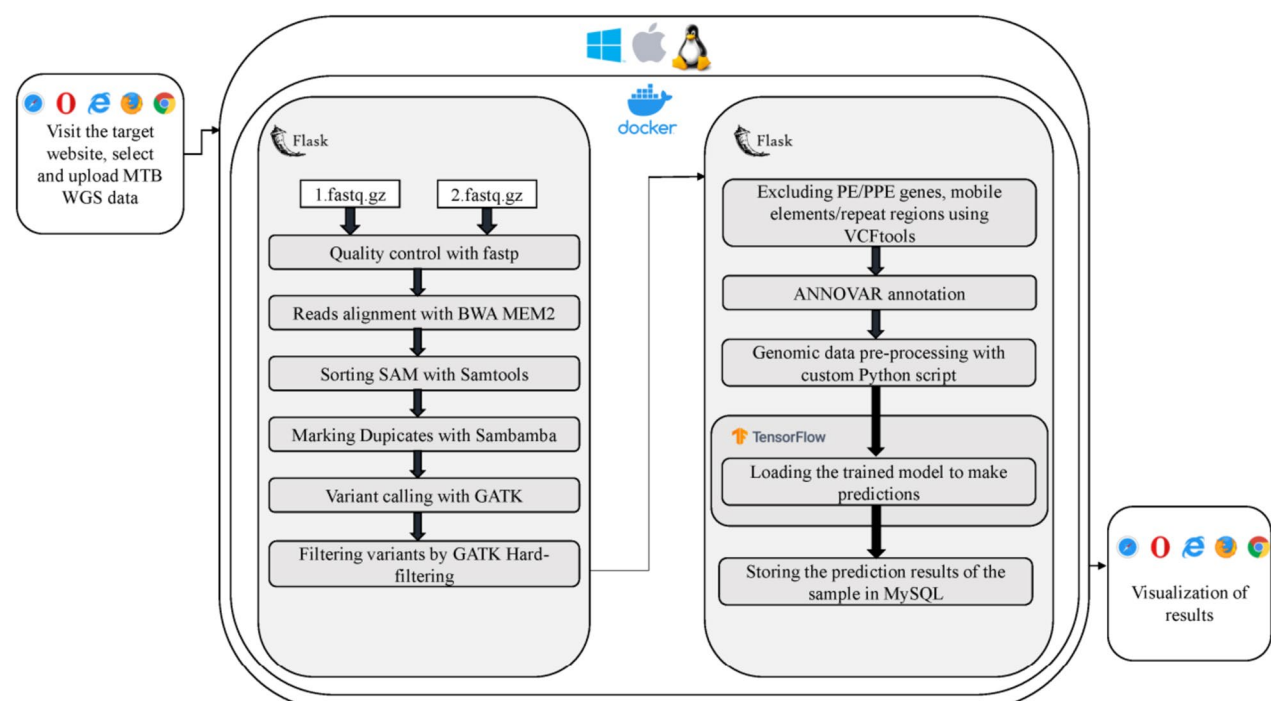 Visit the target
website, select
and upload MTB
WGS data
docker
Flask
1.fastq.gz
2.fastq.gz
Quality control with fastp
Reads alignment with BWA MEM2
Sorting SAM with Samtools
Marking Dupicates with Sambamba
Variant calling with GATK
Filtering variants by GATK Hard-
filtering
Flask
Excluding PE/PPE genes, mobile
elements/repeat regions using
VCFtools
ANNOVAR annotation
Genomic data pre-processing with
custom Python script
TensorFlow
Loading the trained model to make
predictions
Storing the prediction results of the
sample in MySQL
Visualization of
results